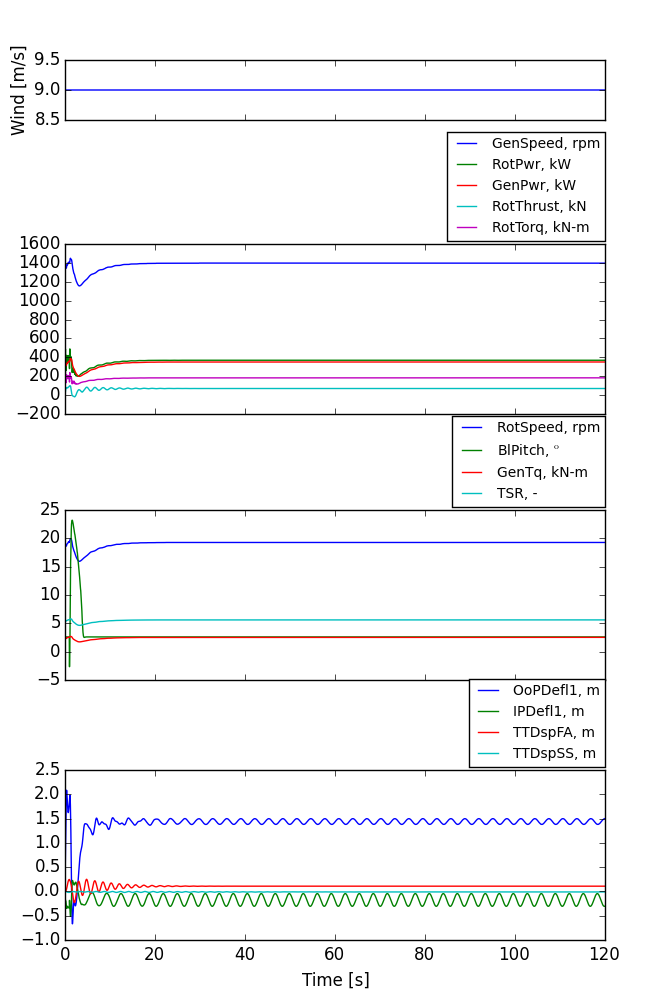 Wind [m/s]
9.5
9.0
8.5
GenSpeed, rpm
RotPwr, kW
GenPwr, kW
RotThrust, kN
RotTorq, kN-m
1600
1400
1200
1000
800
600
400
200
0
−200
RotSpeed, rpm
BlPitch, °
GenTq, kN-m
TSR, -
25
20
15
10
5
0
−5
OoPDefl1, m
IPDefl1, m
TTDspFA, m
TTDspSS, m
2.5
2.0
1.5
1.0
0.5
0.0
−0.5
−1.0
0 20 40 60 80 100 120
Time [s]